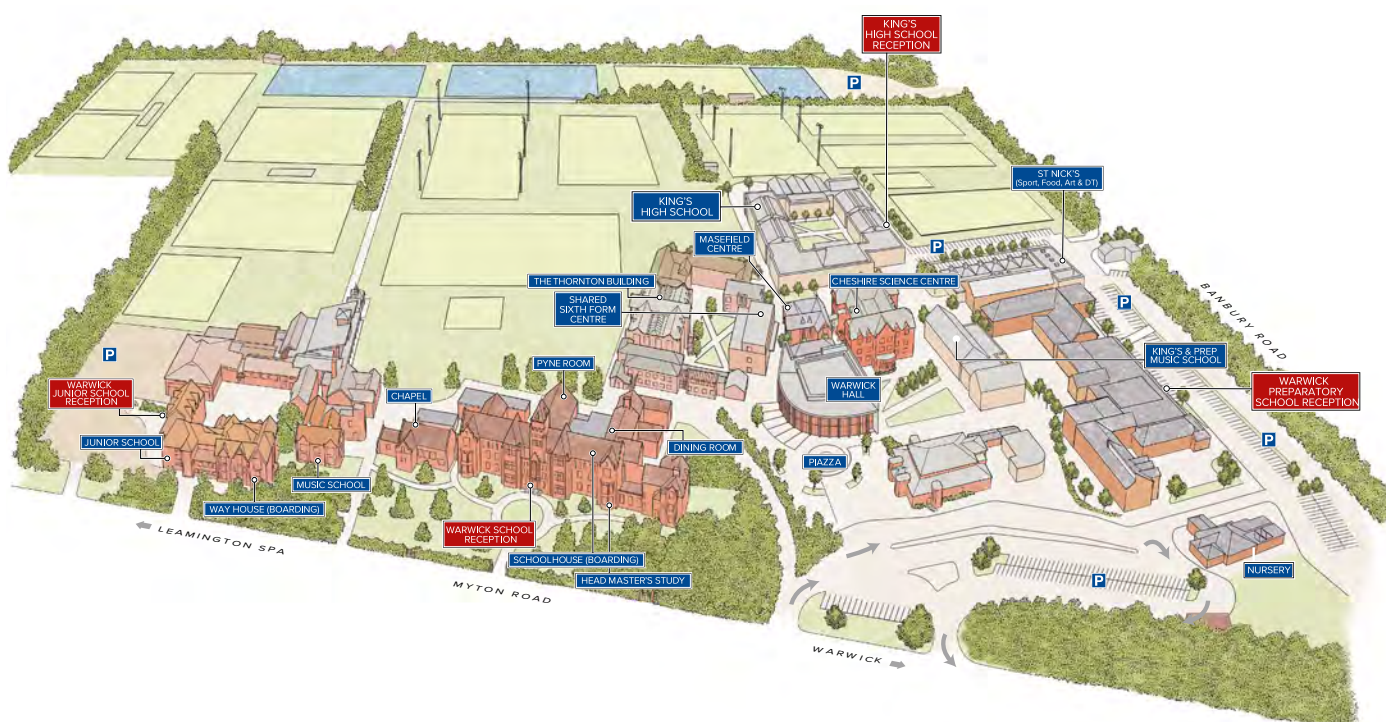 KING'S
HIGH SCHOOL
RECEPTION
P
ST NICK'S
(Sport, Food, Art & DT)
KING'S
HIGH SCHOOL
MASEFIELD
CENTRE
P
THE THORNTON BUILDING
CHESHIRE SCIENCE CENTRE
SHARED
SIXTH FORM
CENTRE
P
BANBURY ROAD
P
KING'S & PREP
MUSIC SCHOOL
PYNE ROOM
WARWICK
JUNIOR SCHOOL
RECEPTION
CHAPEL
WARWICK
HALL
WARWICK
PREPARATORY
SCHOOL RECEPTION
JUNIOR SCHOOL
DINING ROOM
P
PIAZZA
MUSIC SCHOOL
WAY HOUSE (BOARDING)
WARWICK SCHOOL
RECEPTION
LEAMINGTON SPA
SCHOOLHOUSE (BOARDING)
HEAD MASTER'S STUDY
NURSERY
P
MYTON ROAD
WARWICK